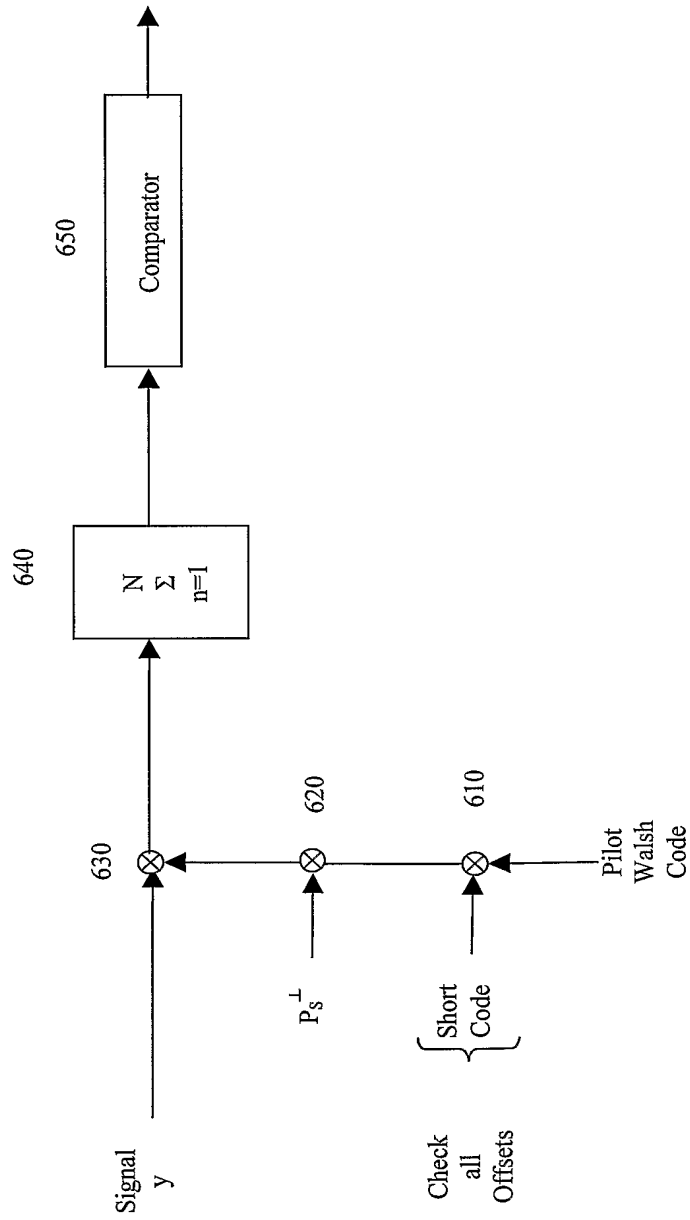 Signal
y
630
640
N
Σ
n=1
650
Comparator
620
P_S^⊥
610
Check
all
Offsets
Short
Code
Pilot
Walsh
Code